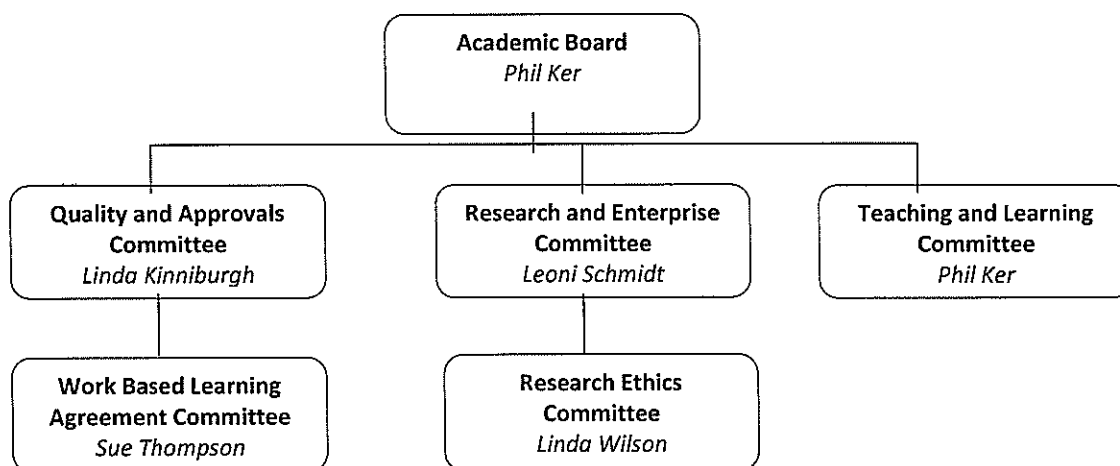 Academic Board
Phil Ker
Quality and Approvals
Committee
Linda Kinniburgh
Research and Enterprise
Committee
Leoni Schmidt
Teaching and Learning
Committee
Phil Ker
Work Based Learning
Agreement Committee
Sue Thompson
Research Ethics
Committee
Linda Wilson